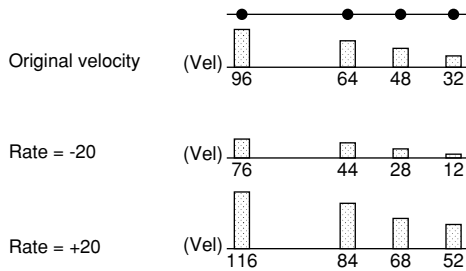 Original velocity (Vel)
96 64 48 32
Rate = -20 (Vel)
76 44 28 12
Rate = +20 (Vel)
116 84 68 52